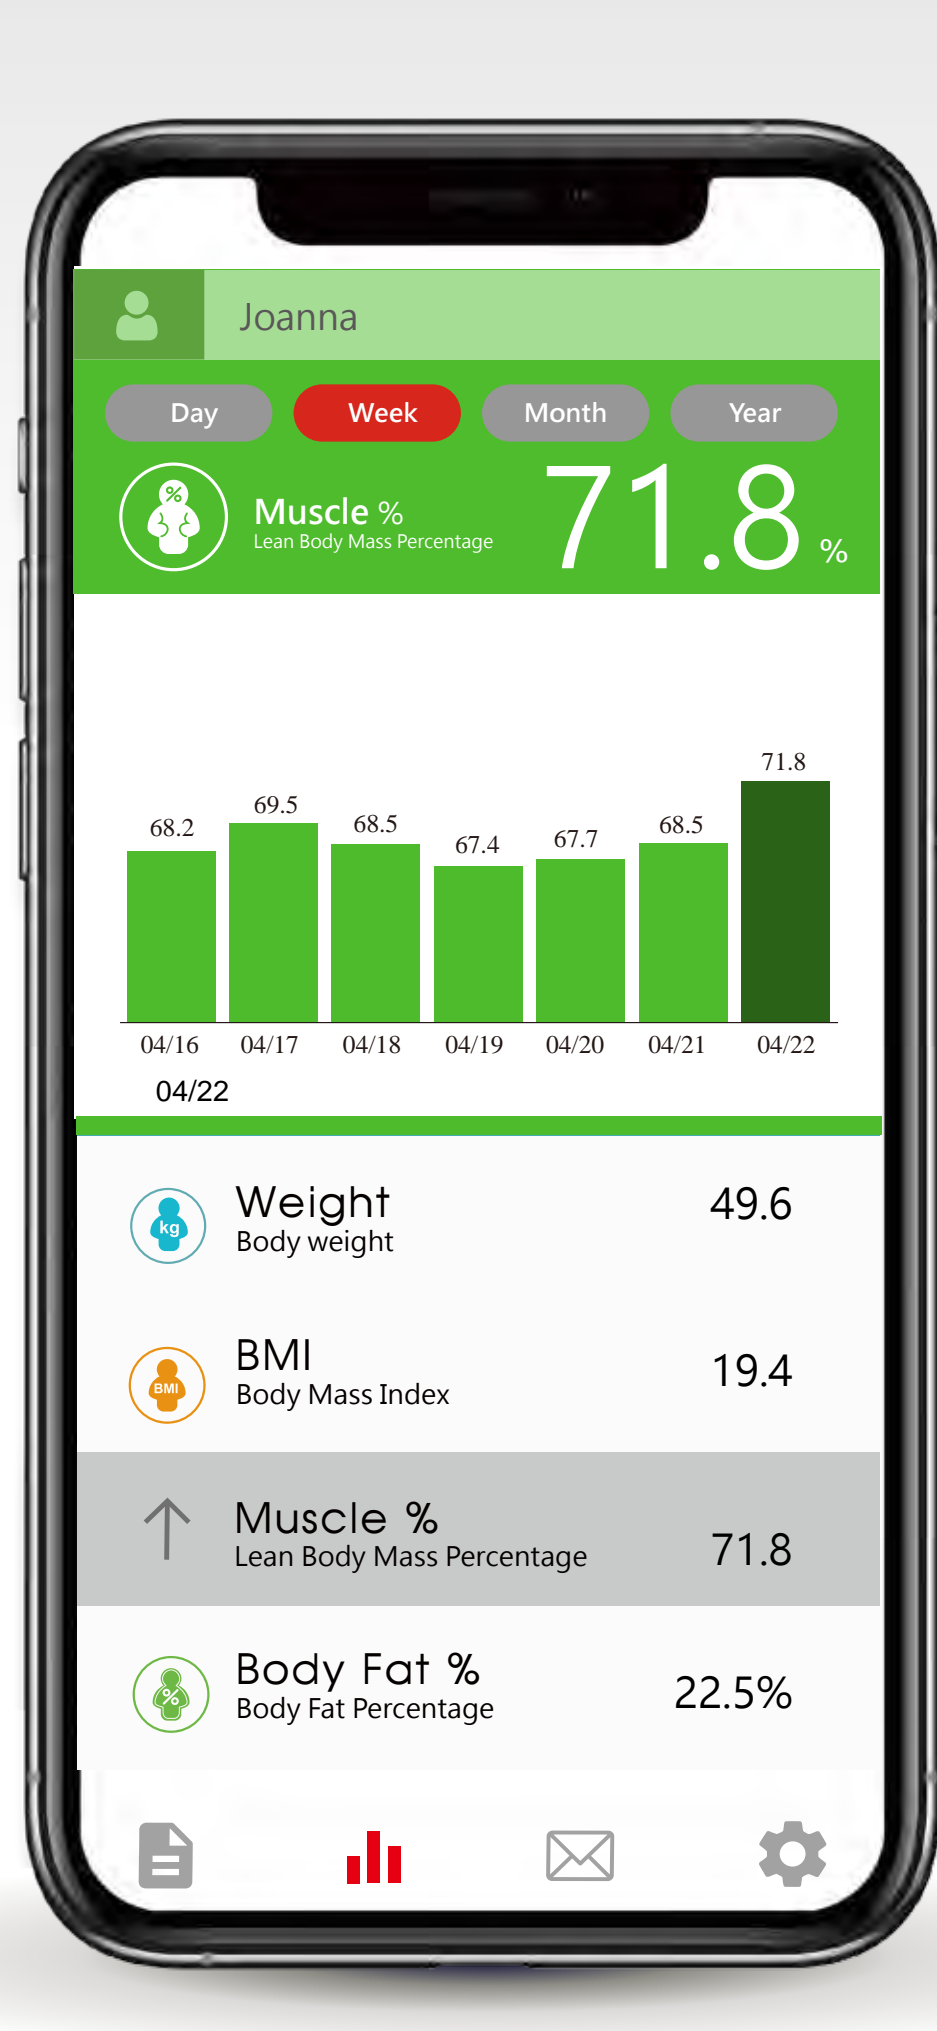 Joanna
Day Week Month Year
%
Muscle %
Lean Body Mass Percentage
71.8 %
68.2 69.5 68.5 67.4 67.7 68.5 71.8
04/16 04/17 04/18 04/19 04/20 04/21 04/22
04/22
kg
Weight
Body weight
49.6
BMI
BMI
Body Mass Index
19.4
Muscle %
Lean Body Mass Percentage
71.8
%
Body Fat %
Body Fat Percentage
22.5%